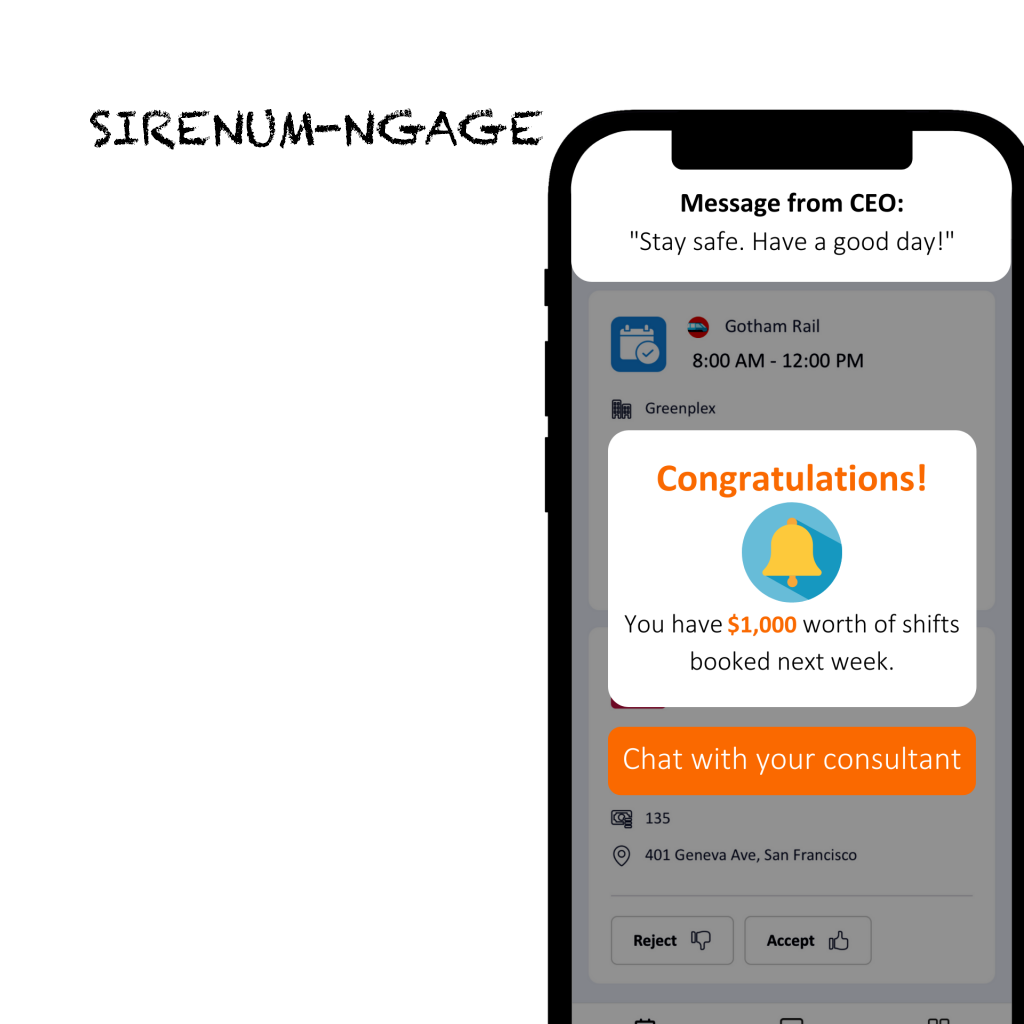 SIRENUM-NGAGE
Message from CEO:
"Stay safe. Have a good day!"
Gotham Rail
8:00 AM - 12:00 PM
Greenplex
Congratulations!
You have $1,000 worth of shifts
booked next week.
Chat with your consultant
135
401 Geneva Ave, San Francisco
Reject
Accept